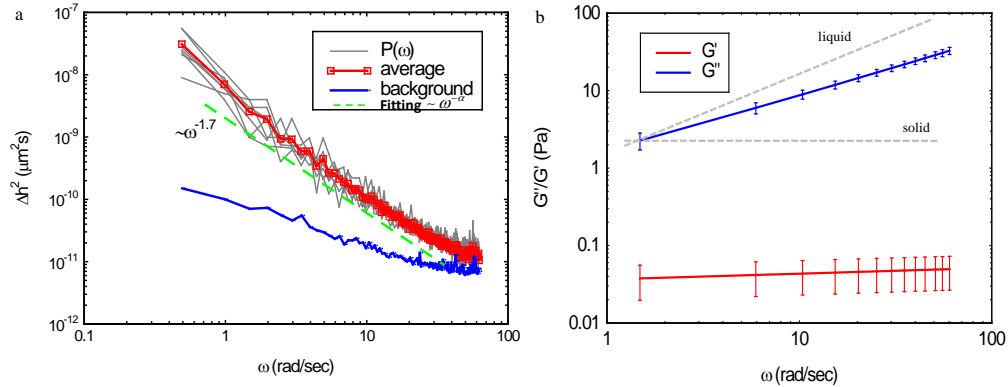 a
Δh² (μm²s)
10⁻⁷
10⁻⁸
10⁻⁹
10⁻¹⁰
10⁻¹¹
10⁻¹²
P(ω)
average
background
Fitting ~ ω⁻ᵅ
~ω⁻¹·⁷
0.1
1.0
10
100
ω (rad/sec)
b
G''/G' (Pa)
100
10
1
0.1
0.01
G'
G''
liquid
solid
1
10
100
ω (rad/sec)